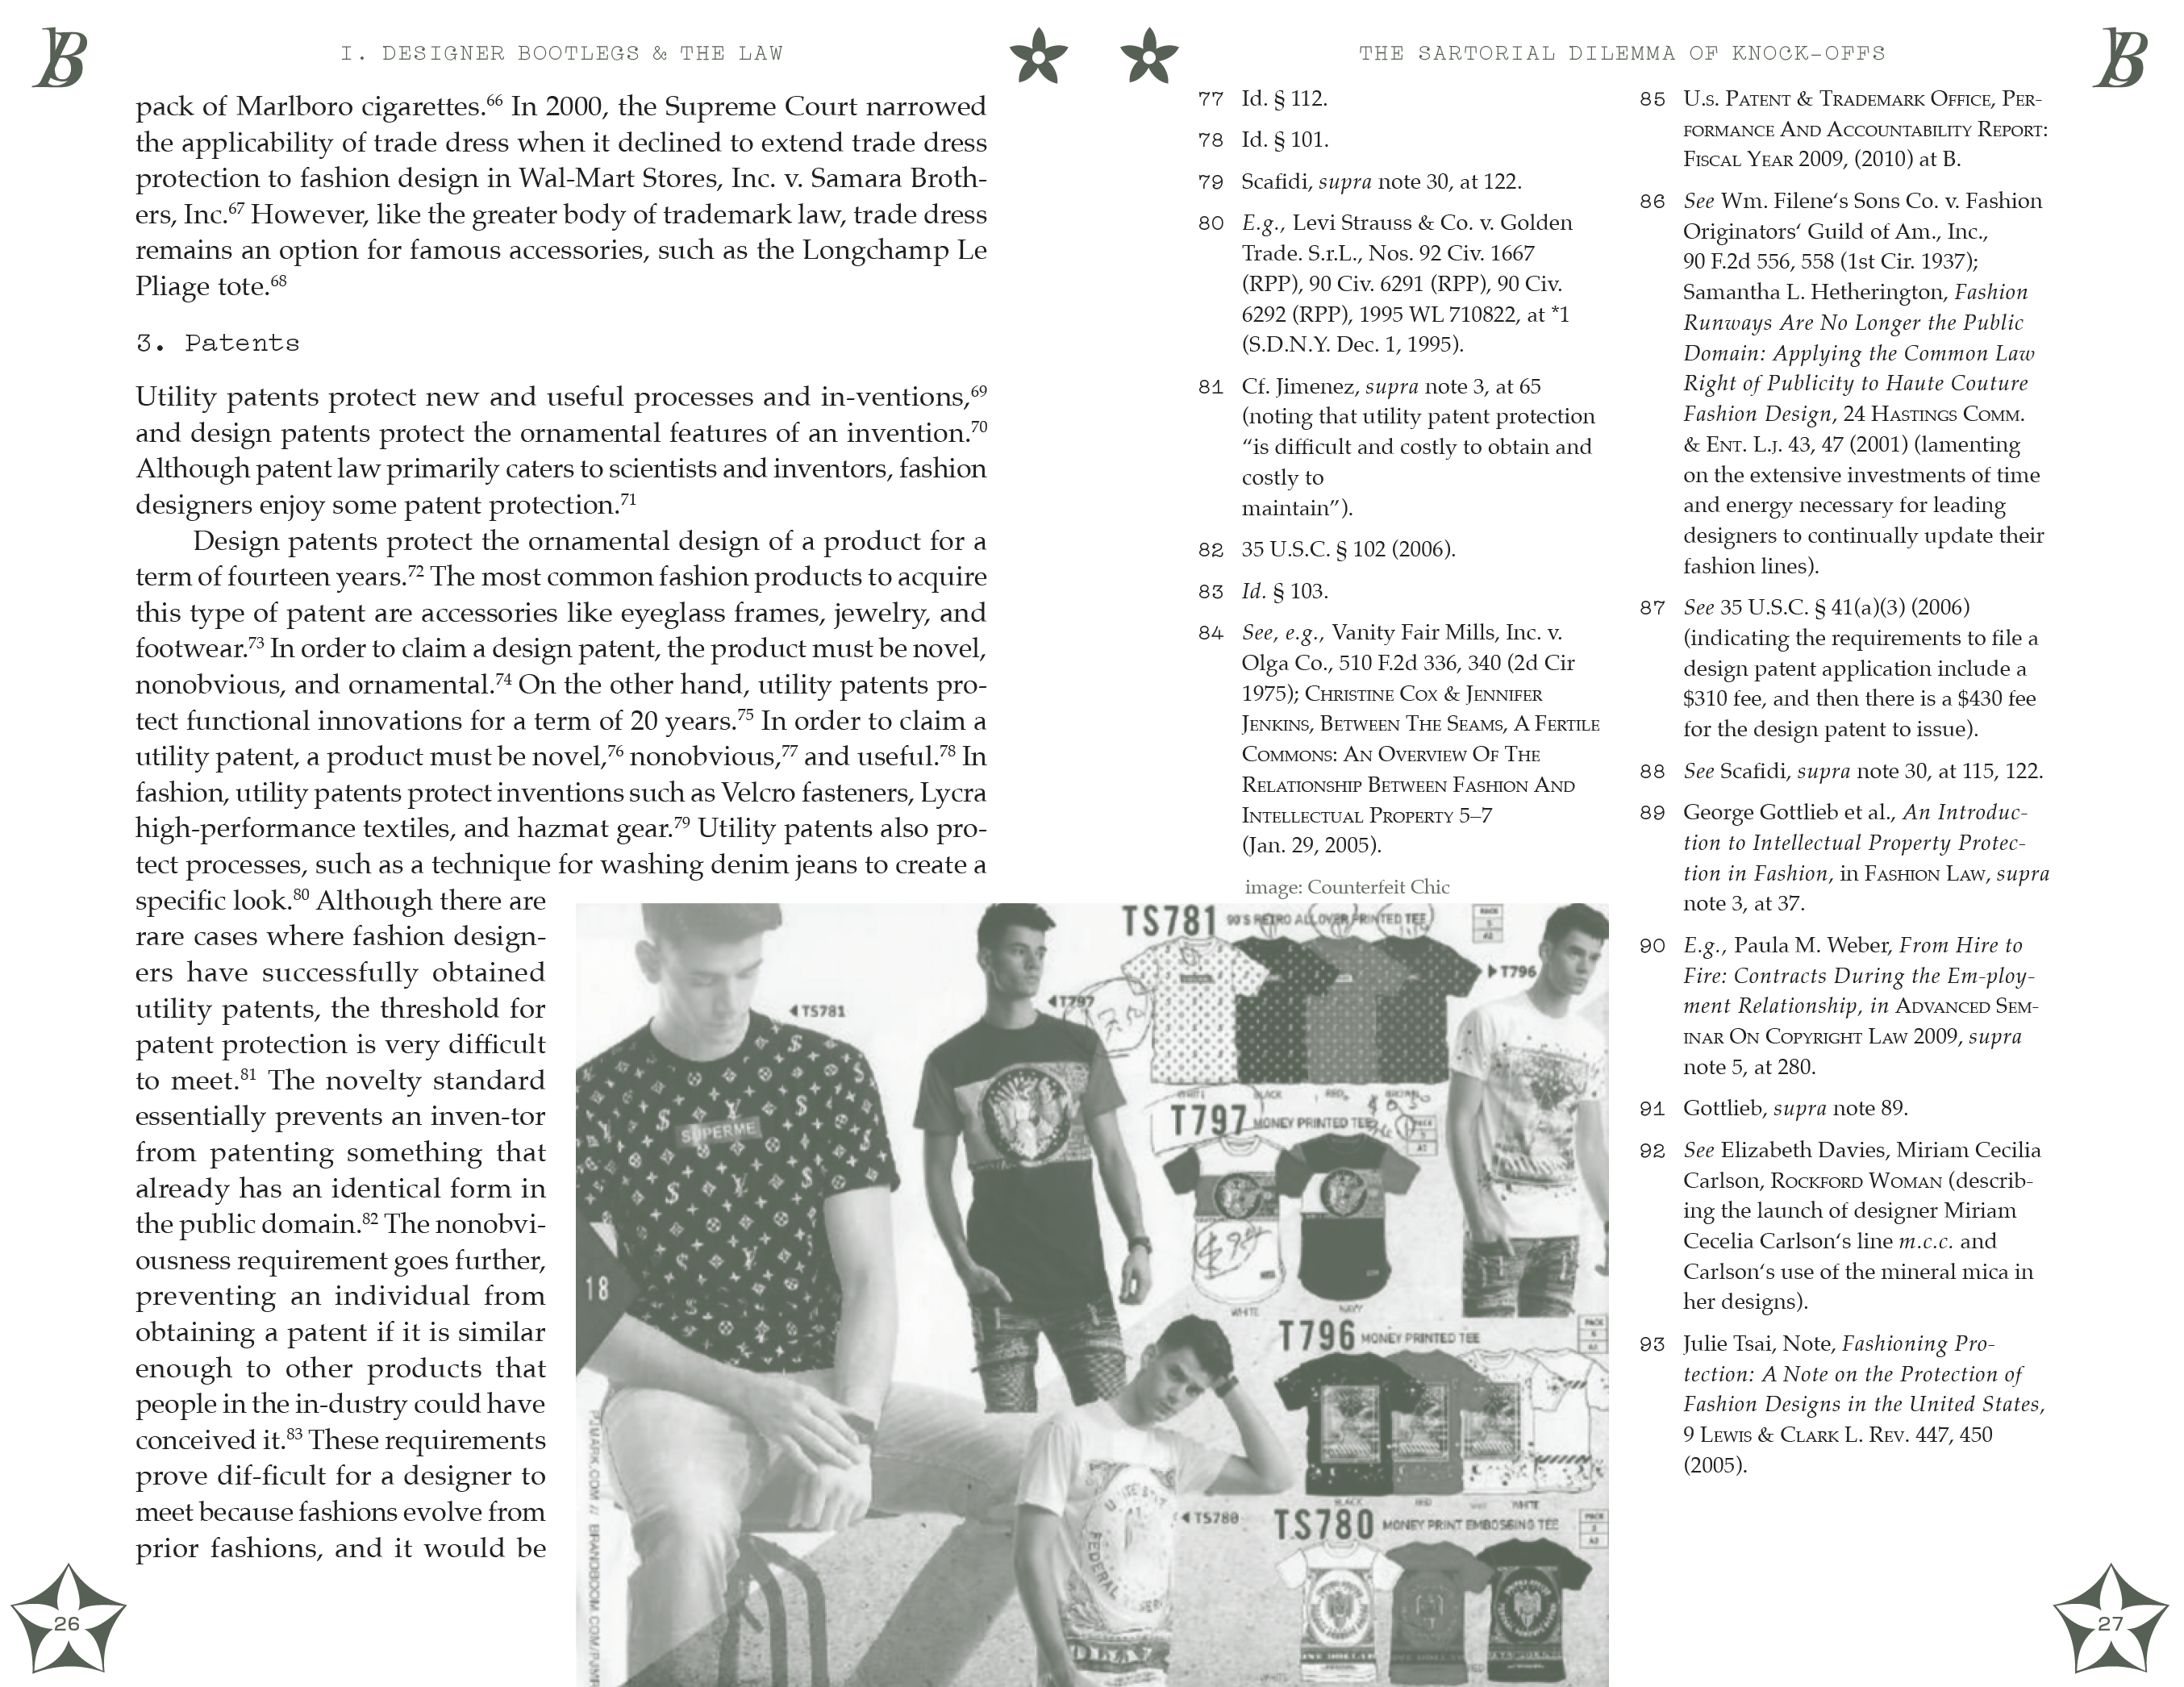 B
I. DESIGNER BOOTLEGS & THE LAW
pack of Marlboro cigarettes.66 In 2000, the Supreme Court narrowed
the applicability of trade dress when it declined to extend trade dress
protection to fashion design in Wal-Mart Stores, Inc. v. Samara Broth-
ers, Inc.67 However, like the greater body of trademark law, trade dress
remains an option for famous accessories, such as the Longchamp Le
Pliage tote.68
3. Patents
Utility patents protect new and useful processes and in-ventions,69
and design patents protect the ornamental features of an invention.70
Although patent law primarily caters to scientists and inventors, fashion
designers enjoy some patent protection.71
Design patents protect the ornamental design of a product for a
term of fourteen years.72 The most common fashion products to acquire
this type of patent are accessories like eyeglass frames, jewelry, and
footwear.73 In order to claim a design patent, the product must be novel,
nonobvious, and ornamental.74 On the other hand, utility patents pro-
tect functional innovations for a term of 20 years.75 In order to claim a
utility patent, a product must be novel,76 nonobvious,77 and useful.78 In
fashion, utility patents protect inventions such as Velcro fasteners, Lycra
high-performance textiles, and hazmat gear.79 Utility patents also pro-
tect processes, such as a technique for washing denim jeans to create a
specific look.80 Although there are
rare cases where fashion design-
ers have successfully obtained
utility patents, the threshold for
patent protection is very difficult
to meet.81 The novelty standard
essentially prevents an inven-tor
from patenting something that
already has an identical form in
the public domain.82 The nonobvi-
ousness requirement goes further,
preventing an individual from
obtaining a patent if it is similar
enough to other products that
people in the in-dustry could have
conceived it.83 These requirements
prove dif-ficult for a designer to
meet because fashions evolve from
prior fashions, and it would be
26
THE SARTORIAL DILEMMA OF KNOCK-OFFS
B
77 Id. § 112.
78 Id. § 101.
79 Scafidi, supra note 30, at 122.
80 E.g., Levi Strauss & Co. v. Golden
Trade. S.r.L., Nos. 92 Civ. 1667
(RPP), 90 Civ. 6291 (RPP), 90 Civ.
6292 (RPP), 1995 WL 710822, at *1
(S.D.N.Y. Dec. 1, 1995).
81 Cf. Jimenez, supra note 3, at 65
(noting that utility patent protection
“is difficult and costly to obtain and
costly to
maintain”).
82 35 U.S.C. § 102 (2006).
83 Id. § 103.
84 See, e.g., Vanity Fair Mills, Inc. v.
Olga Co., 510 F.2d 336, 340 (2d Cir
1975); Christine Cox & Jennifer
Jenkins, Between The Seams, A Fertile
Commons: An Overview Of The
Relationship Between Fashion And
Intellectual Property 5–7
(Jan. 29, 2005).
image: Counterfeit Chic
TS781 90'S RETRO ALLOVER PRINTED TEE
T796
T797
TS781
SUPERME
WHITE BLACK RED BROWN
T797 MONEY PRINTED TEE
WHITE NAVY
18
T796 MONEY PRINTED TEE
BLACK RED WHITE
TS780
TS780 MONEY PRINT EMBOSSING TEE
FEDERAL
85 U.s. Patent & Trademark Office, Per-
formance And Accountability Report:
Fiscal Year 2009, (2010) at B.
86 See Wm. Filene‘s Sons Co. v. Fashion
Originators‘ Guild of Am., Inc.,
90 F.2d 556, 558 (1st Cir. 1937);
Samantha L. Hetherington, Fashion
Runways Are No Longer the Public
Domain: Applying the Common Law
Right of Publicity to Haute Couture
Fashion Design, 24 Hastings Comm.
& Ent. L.j. 43, 47 (2001) (lamenting
on the extensive investments of time
and energy necessary for leading
designers to continually update their
fashion lines).
87 See 35 U.S.C. § 41(a)(3) (2006)
(indicating the requirements to file a
design patent application include a
$310 fee, and then there is a $430 fee
for the design patent to issue).
88 See Scafidi, supra note 30, at 115, 122.
89 George Gottlieb et al., An Introduc-
tion to Intellectual Property Protec-
tion in Fashion, in Fashion Law, supra
note 3, at 37.
90 E.g., Paula M. Weber, From Hire to
Fire: Contracts During the Em-ploy-
ment Relationship, in Advanced Sem-
inar On Copyright Law 2009, supra
note 5, at 280.
91 Gottlieb, supra note 89.
92 See Elizabeth Davies, Miriam Cecilia
Carlson, Rockford Woman (describ-
ing the launch of designer Miriam
Cecelia Carlson‘s line m.c.c. and
Carlson‘s use of the mineral mica in
her designs).
93 Julie Tsai, Note, Fashioning Pro-
tection: A Note on the Protection of
Fashion Designs in the United States,
9 Lewis & Clark L. Rev. 447, 450
(2005).
27